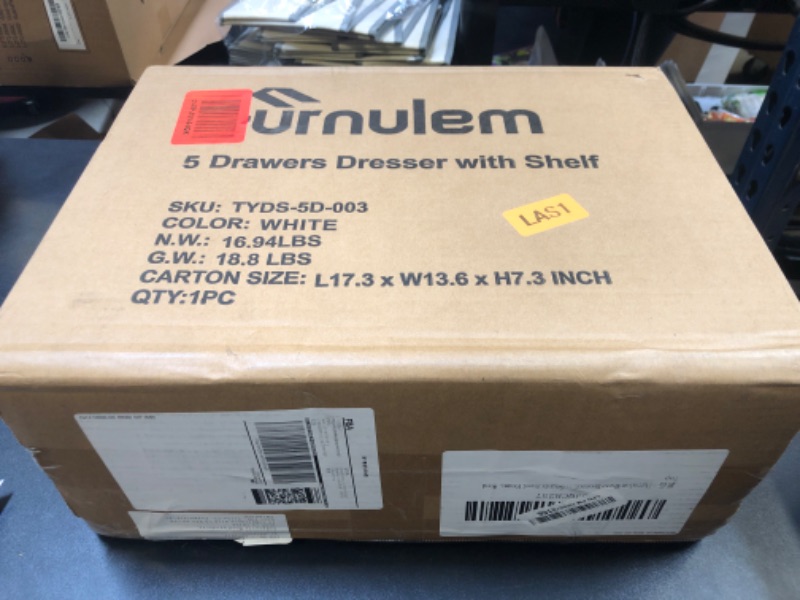 urnulem
5 Drawers Dresser with Shelf
SKU: TYDS-5D-003
COLOR: WHITE
N.W.: 16.94LBS
G.W.: 18.8 LBS
CARTON SIZE: L17.3 x W13.6 x H7.3 INCH
QTY:1PC
LAS1
FBA